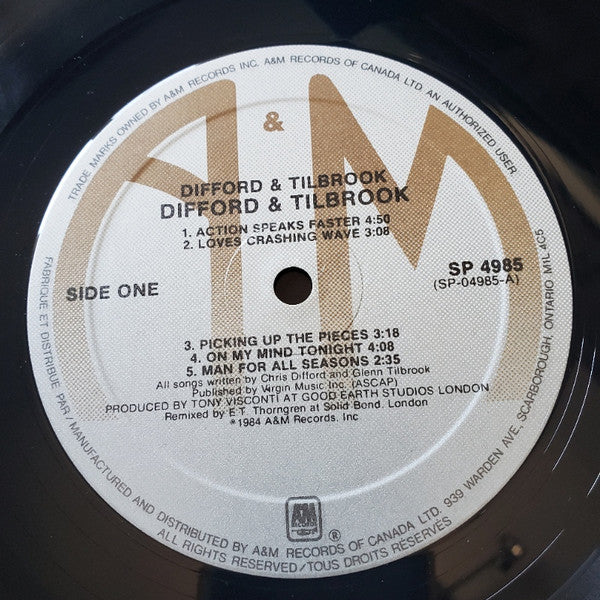 TRADE MARKS OWNED BY A&M RECORDS INC. A&M RECORDS OF CANADA LTD. AN AUTHORIZED USER
&
DIFFORD & TILBROOK
DIFFORD & TILBROOK
1. ACTION SPEAKS FASTER 4:50
2. LOVES CRASHING WAVE 3:08
SIDE ONE
SP 4985
(SP-04985-A)
3. PICKING UP THE PIECES 3:18
4. ON MY MIND TONIGHT 4:08
5. MAN FOR ALL SEASONS 2:35
All songs written by Chris Difford and Glenn Tilbrook
Published by Virgin Music Inc. (ASCAP)
PRODUCED BY TONY VISCONTI AT GOOD EARTH STUDIOS LONDON
Remixed by E.T. Thorngren at Solid Bond, London
℗1984 A&M Records, Inc
A&M
RECORDS
®
FABRIQUÉ ET DISTRIBUÉ PAR / MANUFACTURED AND DISTRIBUTED BY A&M RECORDS OF CANADA LTD. 939 WARDEN AVE, SCARBOROUGH, ONTARIO M1L 4C5
ALL RIGHTS RESERVED/TOUS DROITS RÉSERVÉS